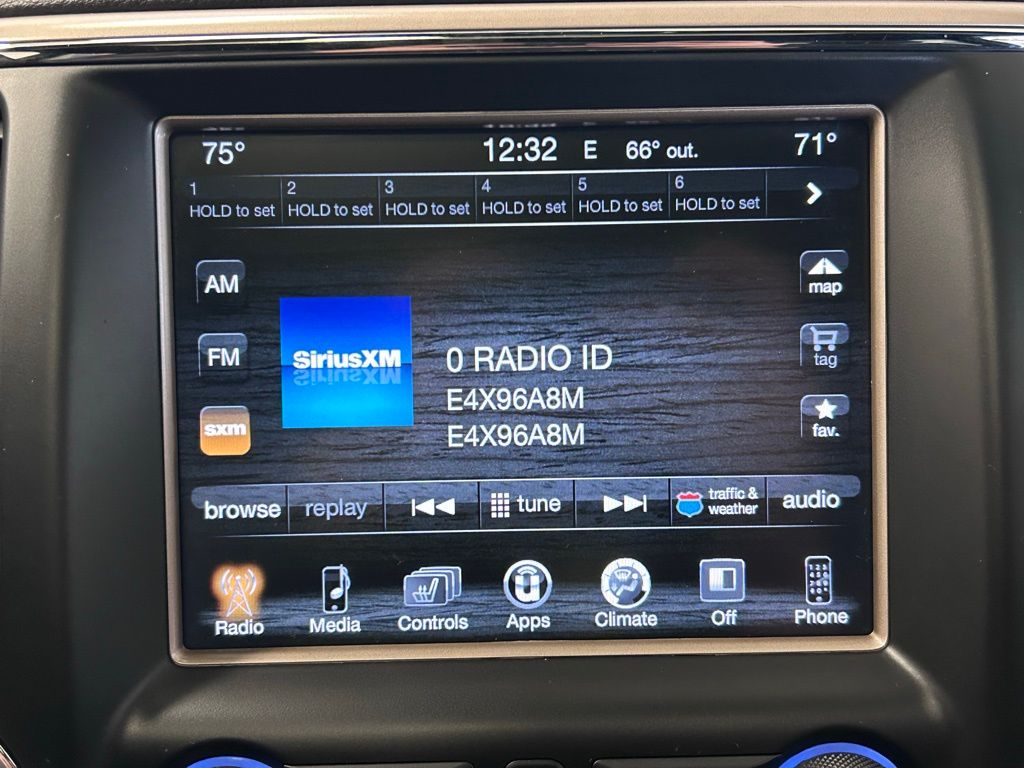 75° 12:32 E 66° out. 71°
1 2 3 4 5 6
HOLD to set HOLD to set HOLD to set HOLD to set HOLD to set HOLD to set
AM
map
SiriusXM
FM
0 RADIO ID
tag
E4X96A8M
sxm
E4X96A8M
fav.
browse replay tune traffic & weather audio
Radio Media Controls Apps Climate Off Phone